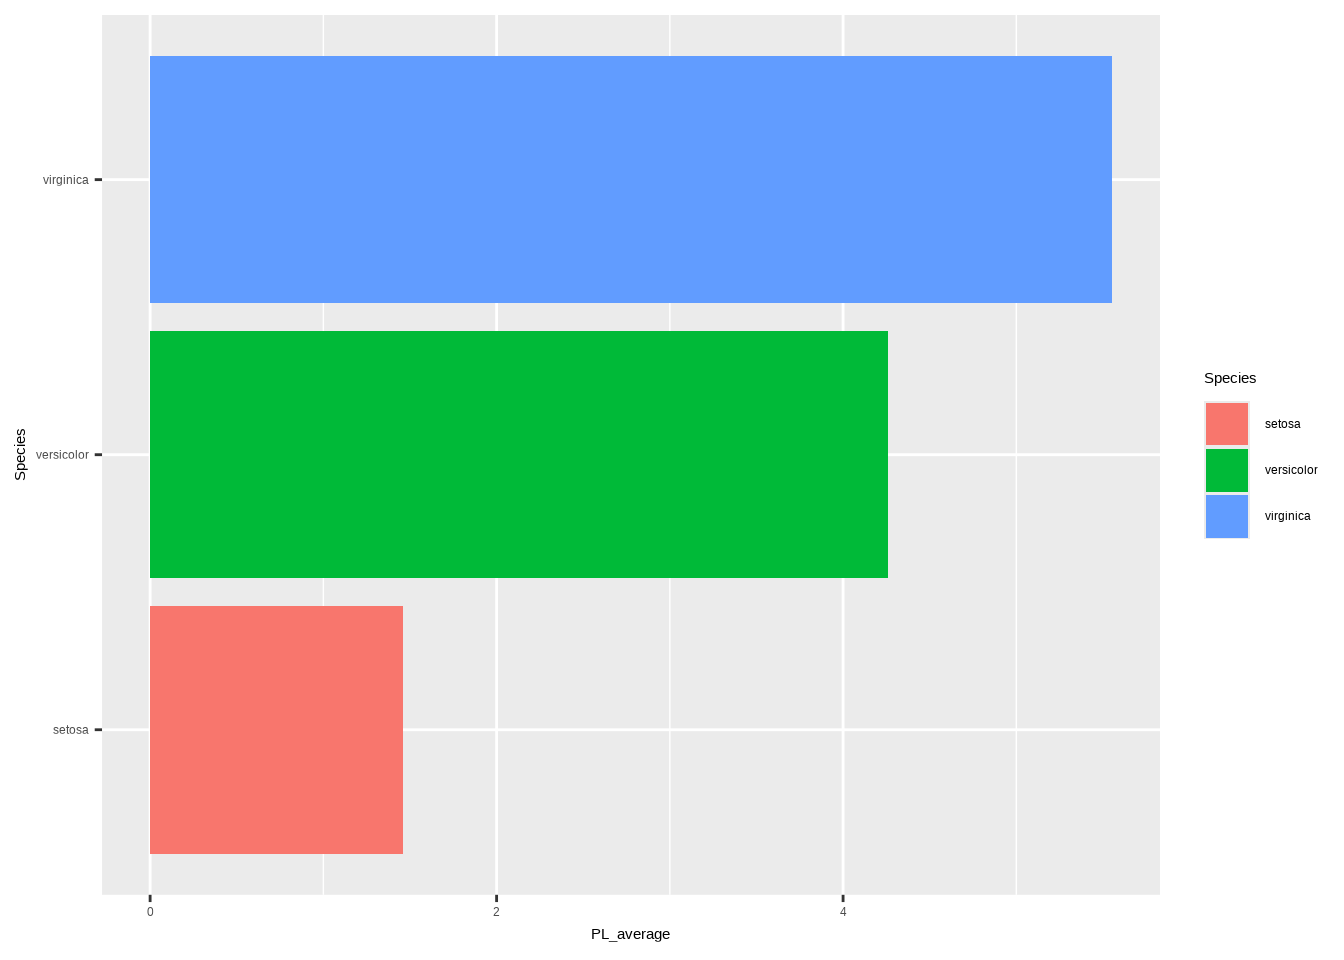 virginica
versicolor
setosa
Species
0
2
4
PL_average
Species
setosa
versicolor
virginica